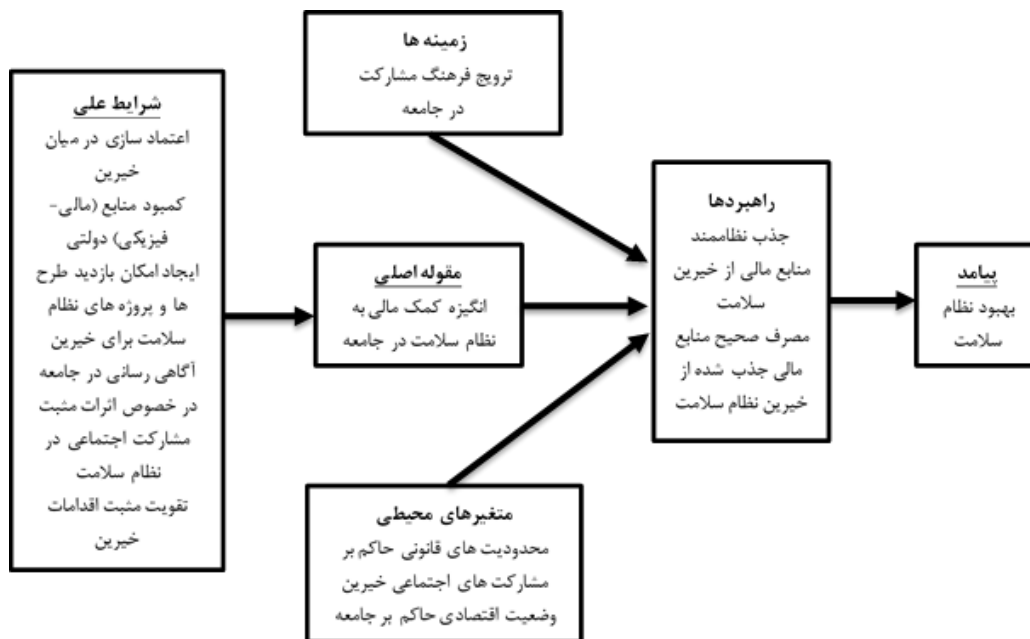 شرایط علی
اعتماد سازی در میان
خیرین
کمبود منابع (مالی-
فیزیکی) دولتی
ایجاد امکان بازدید طرح
ها و پروژه های نظام
سلامت برای خیرین
آگاهی رسانی در جامعه
در خصوص اثرات مثبت
مشارکت اجتماعی در
نظام سلامت
تقویت مثبت اقدامات
خیرین
زمینه ها
ترویج فرهنگ مشارکت
در جامعه
مقوله اصلی
انگیزه کمک مالی به
نظام سلامت در جامعه
متغیرهای محیطی
محدودیت های قانونی حاکم بر
مشارکت های اجتماعی خیرین
وضعیت اقتصادی حاکم بر جامعه
راهبردها
جذب نظاممند
منابع مالی از خیرین
سلامت
مصرف صحیح منابع
مالی جذب شده از
خیرین نظام سلامت
پیامد
بهبود نظام
سلامت